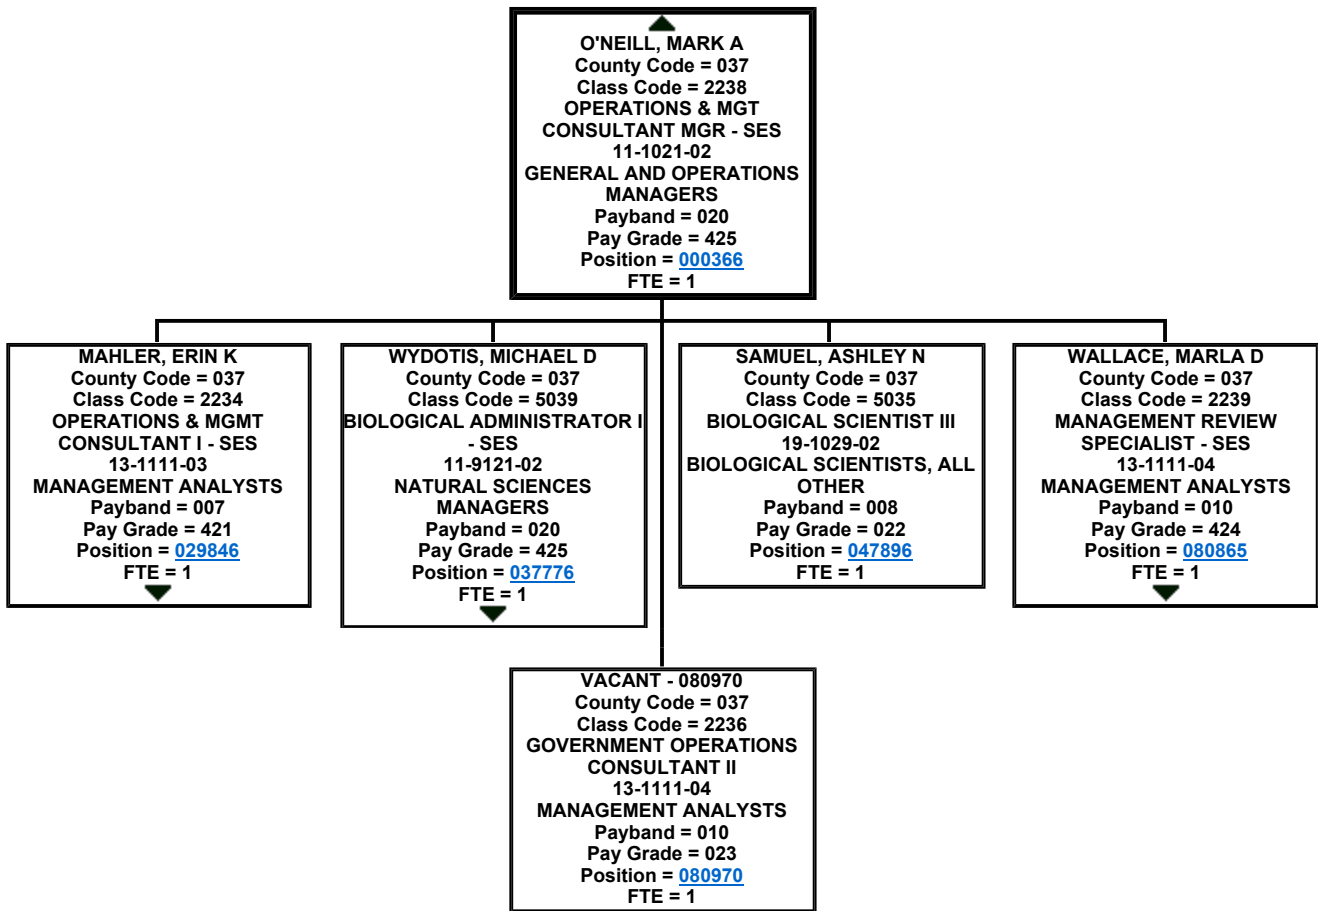 O'NEILL, MARK A
County Code = 037
Class Code = 2238
OPERATIONS & MGT
CONSULTANT MGR - SES
11-1021-02
GENERAL AND OPERATIONS
MANAGERS
Payband = 020
Pay Grade = 425
Position = 000366
FTE = 1
MAHLER, ERIN K
County Code = 037
Class Code = 2234
OPERATIONS & MGMT
CONSULTANT I - SES
13-1111-03
MANAGEMENT ANALYSTS
Payband = 007
Pay Grade = 421
Position = 029846
FTE = 1
WYDOTIS, MICHAEL D
County Code = 037
Class Code = 5039
BIOLOGICAL ADMINISTRATOR I
- SES
11-9121-02
NATURAL SCIENCES
MANAGERS
Payband = 020
Pay Grade = 425
Position = 037776
FTE = 1
SAMUEL, ASHLEY N
County Code = 037
Class Code = 5035
BIOLOGICAL SCIENTIST III
19-1029-02
BIOLOGICAL SCIENTISTS, ALL
OTHER
Payband = 008
Pay Grade = 022
Position = 047896
FTE = 1
WALLACE, MARLA D
County Code = 037
Class Code = 2239
MANAGEMENT REVIEW
SPECIALIST - SES
13-1111-04
MANAGEMENT ANALYSTS
Payband = 010
Pay Grade = 424
Position = 080865
FTE = 1
VACANT - 080970
County Code = 037
Class Code = 2236
GOVERNMENT OPERATIONS
CONSULTANT II
13-1111-04
MANAGEMENT ANALYSTS
Payband = 010
Pay Grade = 023
Position = 080970
FTE = 1